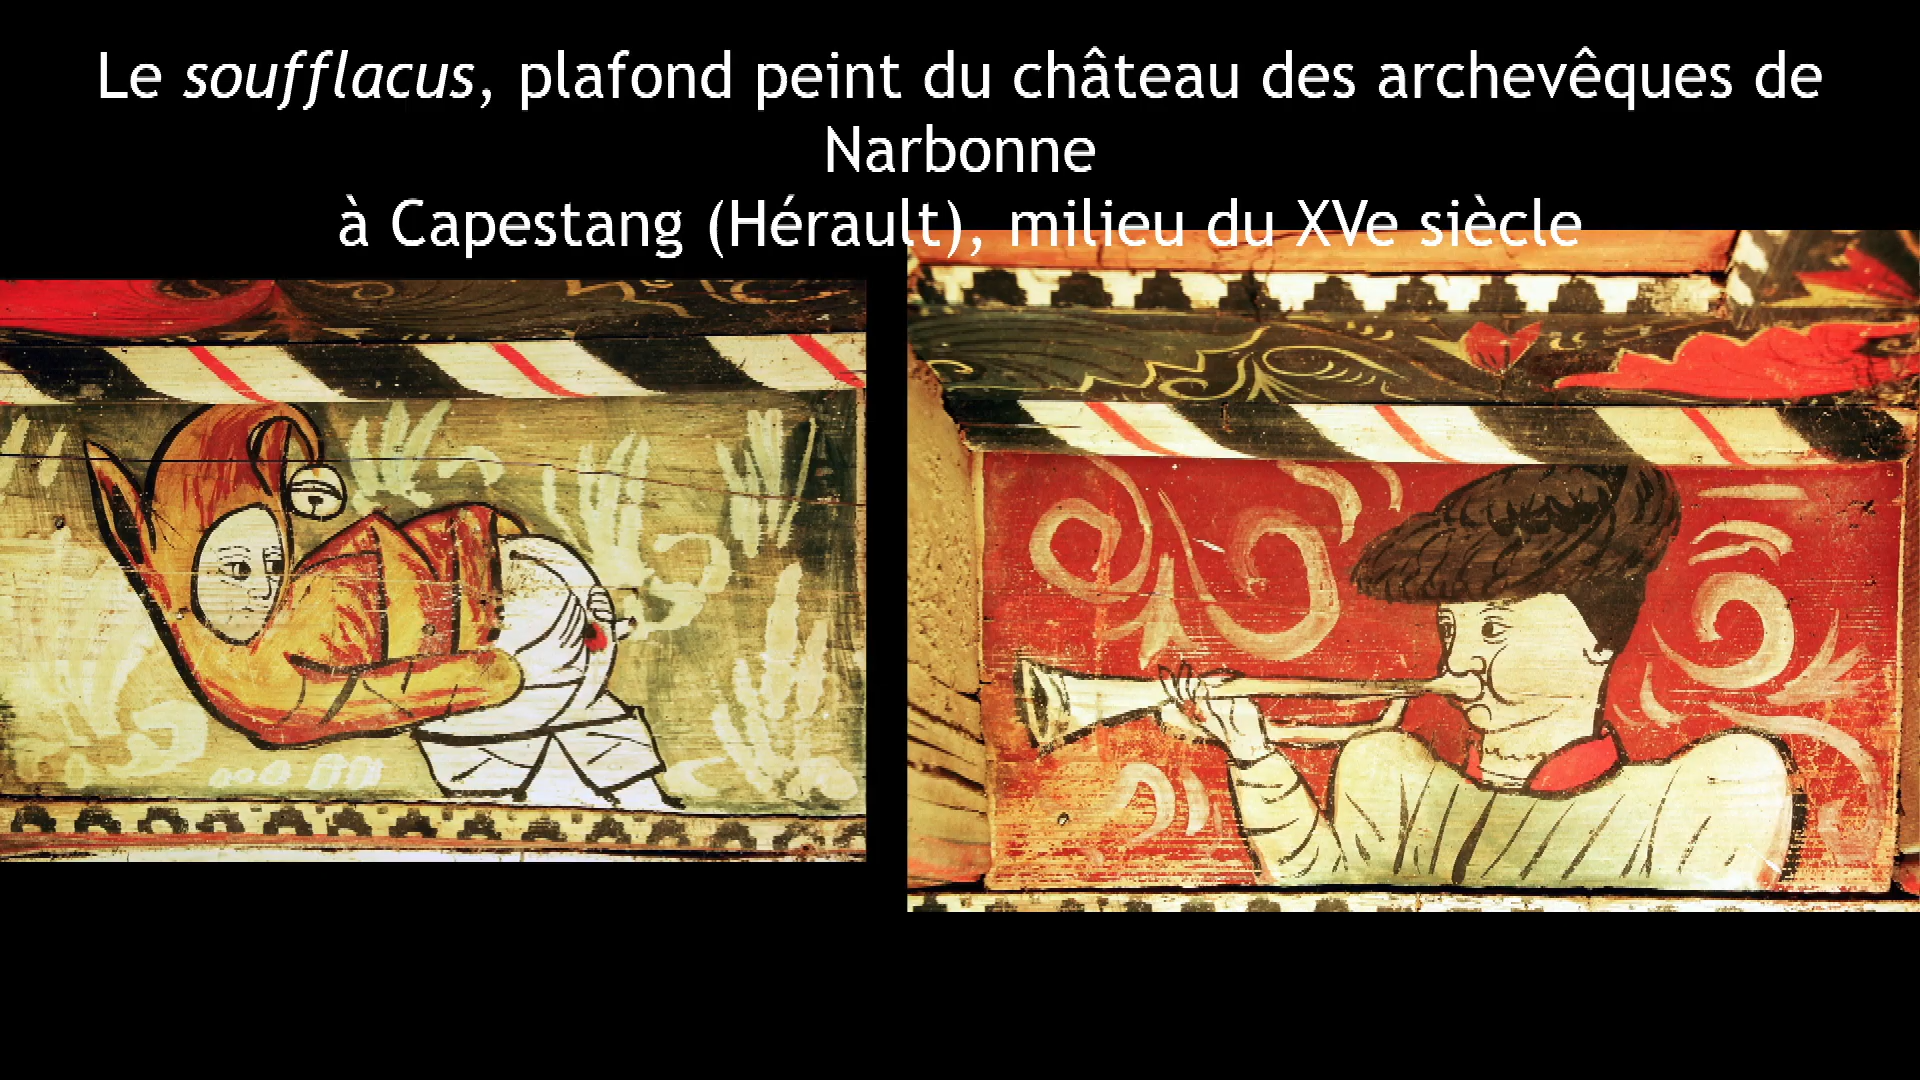 Le soufflacus, plafond peint du château des archevêques de
Narbonne
à Capestang (Hérault), milieu du XVe siècle